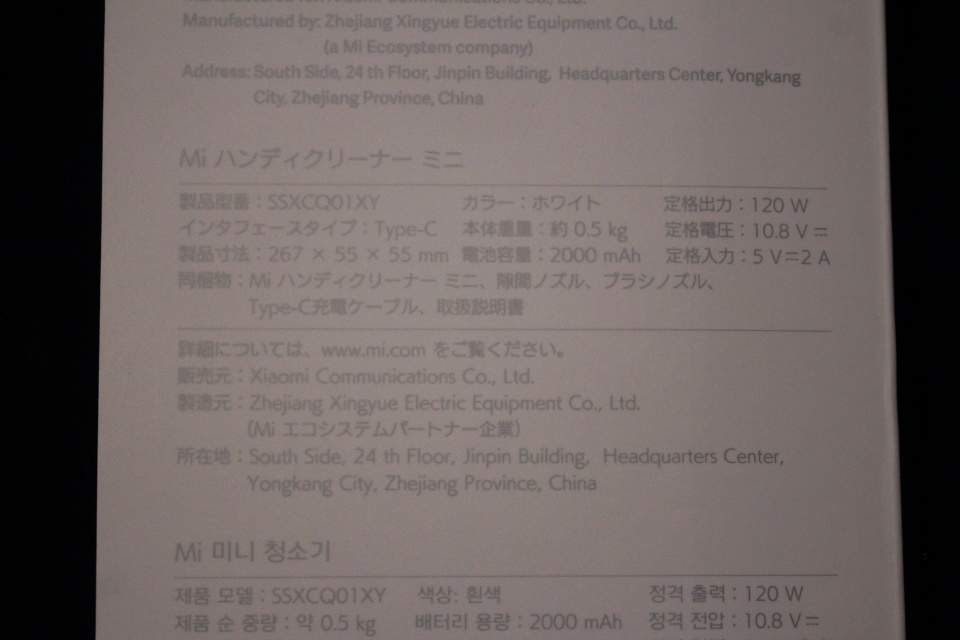 Manufactured for: Xiaomi Communications Co., Ltd.
Manufactured by: Zhejiang Xingyue Electric Equipment Co., Ltd.
(a Mi Ecosystem company)
Address: South Side, 24 th Floor, Jinpin Building, Headquarters Center, Yongkang
City, Zhejiang Province, China
Mi ハンディクリーナー ミニ
製品型番：SSXCQ01XY カラー：ホワイト 定格出力：120 W
インタフェースタイプ：Type-C 本体重量：約 0.5 kg 定格電圧：10.8 V⎓
製品寸法：267 × 55 × 55 mm 電池容量：2000 mAh 定格入力：5 V⎓2 A
同梱物：Mi ハンディクリーナー ミニ、隙間ノズル、ブラシノズル、
Type-C充電ケーブル、取扱説明書
詳細については、www.mi.com をご覧ください。
販売元：Xiaomi Communications Co., Ltd.
製造元：Zhejiang Xingyue Electric Equipment Co., Ltd.
（Mi エコシステムパートナー企業）
所在地：South Side, 24 th Floor, Jinpin Building, Headquarters Center,
Yongkang City, Zhejiang Province, China
Mi 미니 청소기
제품 모델：SSXCQ01XY 색상: 흰색 정격 출력：120 W
제품 순 중량：약 0.5 kg 배터리 용량：2000 mAh 정격 전압：10.8 V⎓